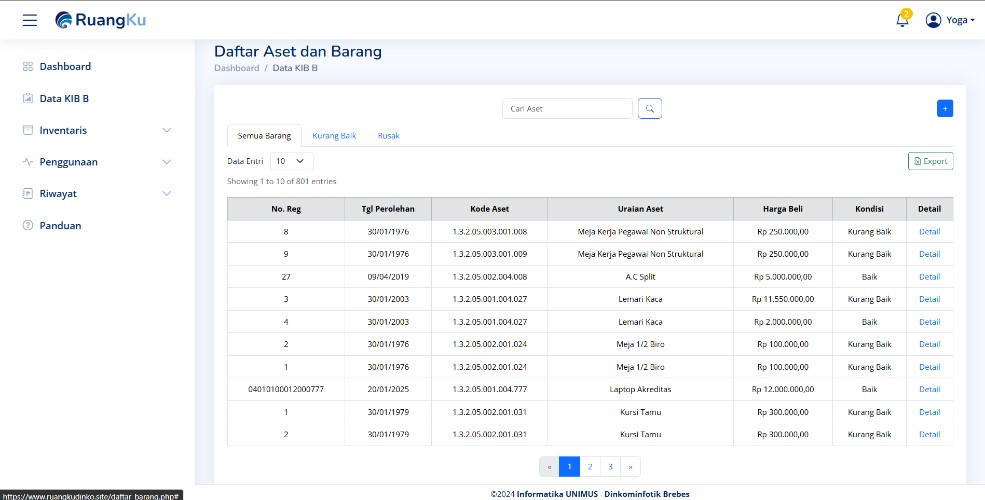 RuangKu
2
Yoga
Dashboard
Data KIB B
Inventaris
Penggunaan
Riwayat
Panduan
Daftar Aset dan Barang
Dashboard / Data KIB B
Cari Aset
+
Semua Barang Kurang Baik Rusak
Data Entri 10
Export
Showing 1 to 10 of 801 entries
No. Reg Tgl Perolehan Kode Aset Uraian Aset Harga Beli Kondisi Detail
8 30/01/1976 1.3.2.05.003.001.008 Meja Kerja Pegawai Non Struktural Rp 250.000,00 Kurang Baik Detail
9 30/01/1976 1.3.2.05.003.001.009 Meja Kerja Pegawai Non Struktural Rp 250.000,00 Kurang Baik Detail
27 09/04/2019 1.3.2.05.002.004.008 A.C Split Rp 5.000.000,00 Baik Detail
3 30/01/2003 1.3.2.05.001.004.027 Lemari Kaca Rp 11.550.000,00 Kurang Baik Detail
4 30/01/2003 1.3.2.05.001.004.027 Lemari Kaca Rp 2.000.000,00 Baik Detail
2 30/01/1976 1.3.2.05.002.001.024 Meja 1/2 Biro Rp 100.000,00 Kurang Baik Detail
1 30/01/1976 1.3.2.05.002.001.024 Meja 1/2 Biro Rp 100.000,00 Kurang Baik Detail
04010100012000777 20/01/2025 1.3.2.05.001.004.777 Laptop Akreditas Rp 12.000.000,00 Baik Detail
1 30/01/1979 1.3.2.05.002.001.031 Kursi Tamu Rp 300.000,00 Kurang Baik Detail
2 30/01/1979 1.3.2.05.002.001.031 Kursi Tamu Rp 300.000,00 Kurang Baik Detail
« 1 2 3 »
©2024 Informatika UNIMUS . Dinkominfotik Brebes
https://www.ruangkudinko.site/daftar_barang.php#